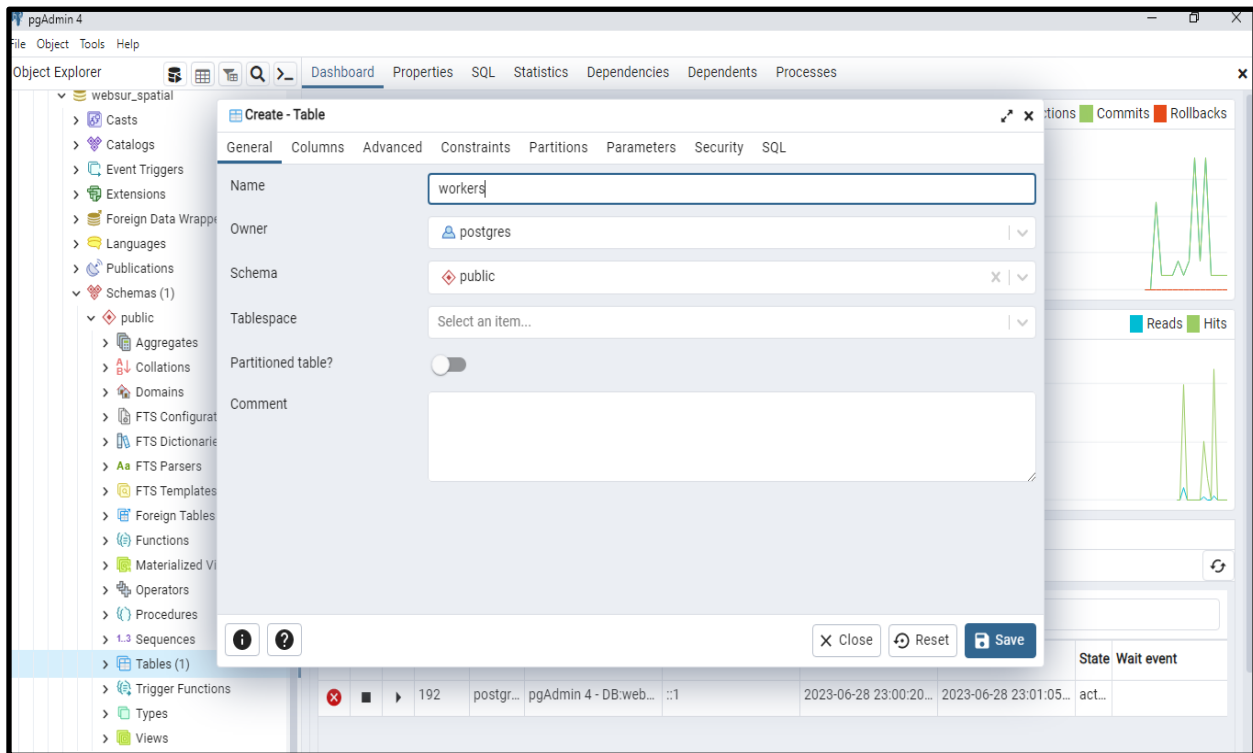 pgAdmin 4
File Object Tools Help
Object Explorer
Dashboard Properties SQL Statistics Dependencies Dependents Processes
websur_spatial
Casts
Catalogs
Event Triggers
Extensions
Foreign Data Wrappe
Languages
Publications
Schemas (1)
public
Aggregates
Collations
Domains
FTS Configurat
FTS Dictionarie
FTS Parsers
FTS Templates
Foreign Tables
Functions
Materialized Vi
Operators
Procedures
1..3 Sequences
Tables (1)
Trigger Functions
Types
Views
Create - Table
General Columns Advanced Constraints Partitions Parameters Security SQL
Name
workers
Owner
postgres
Schema
public
Tablespace
Select an item...
Partitioned table?
Comment
Close Reset Save
tions Commits Rollbacks
Reads Hits
State Wait event
192 postgr... pgAdmin 4 - DB:web... ::1 2023-06-28 23:00:20... 2023-06-28 23:01:05... act...